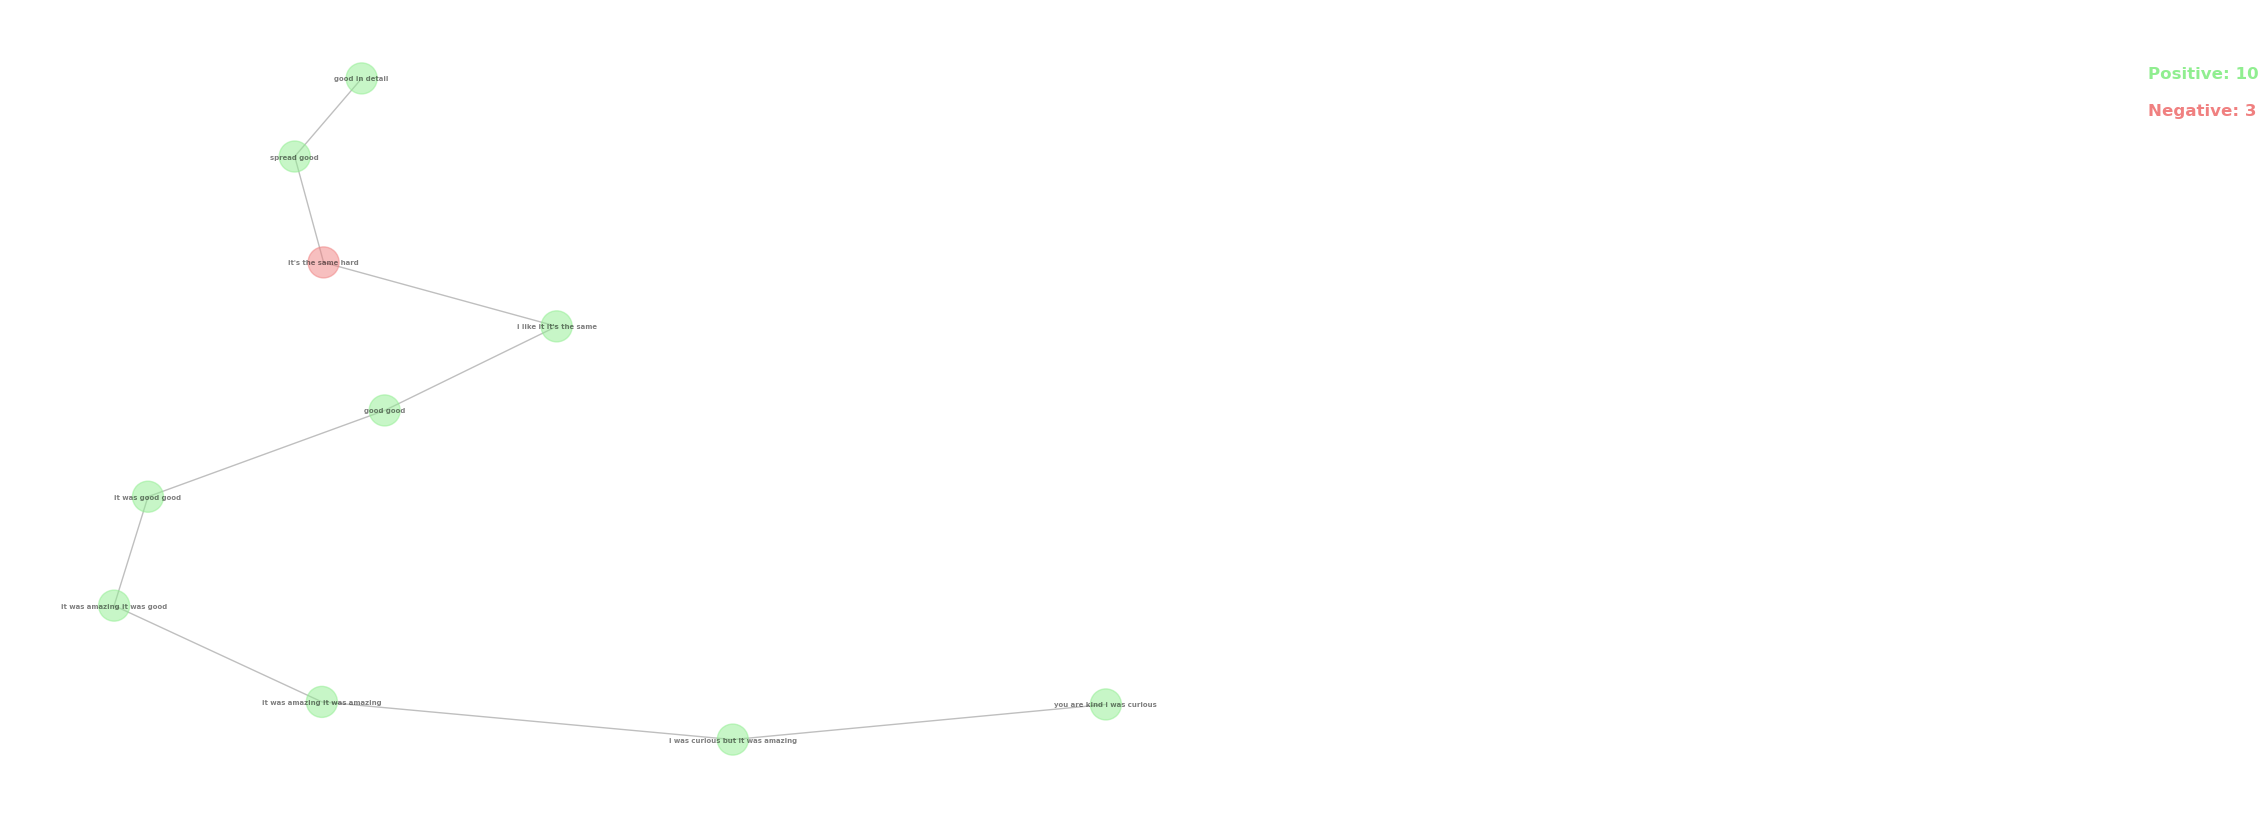 good in detail
Positive: 10
Negative: 3
spread good
It's the same hard
I like it It's the same
good good
It was good good
It was amazing It was good
It was amazing It was amazing
you are kind I was curious
I was curious but It was amazing